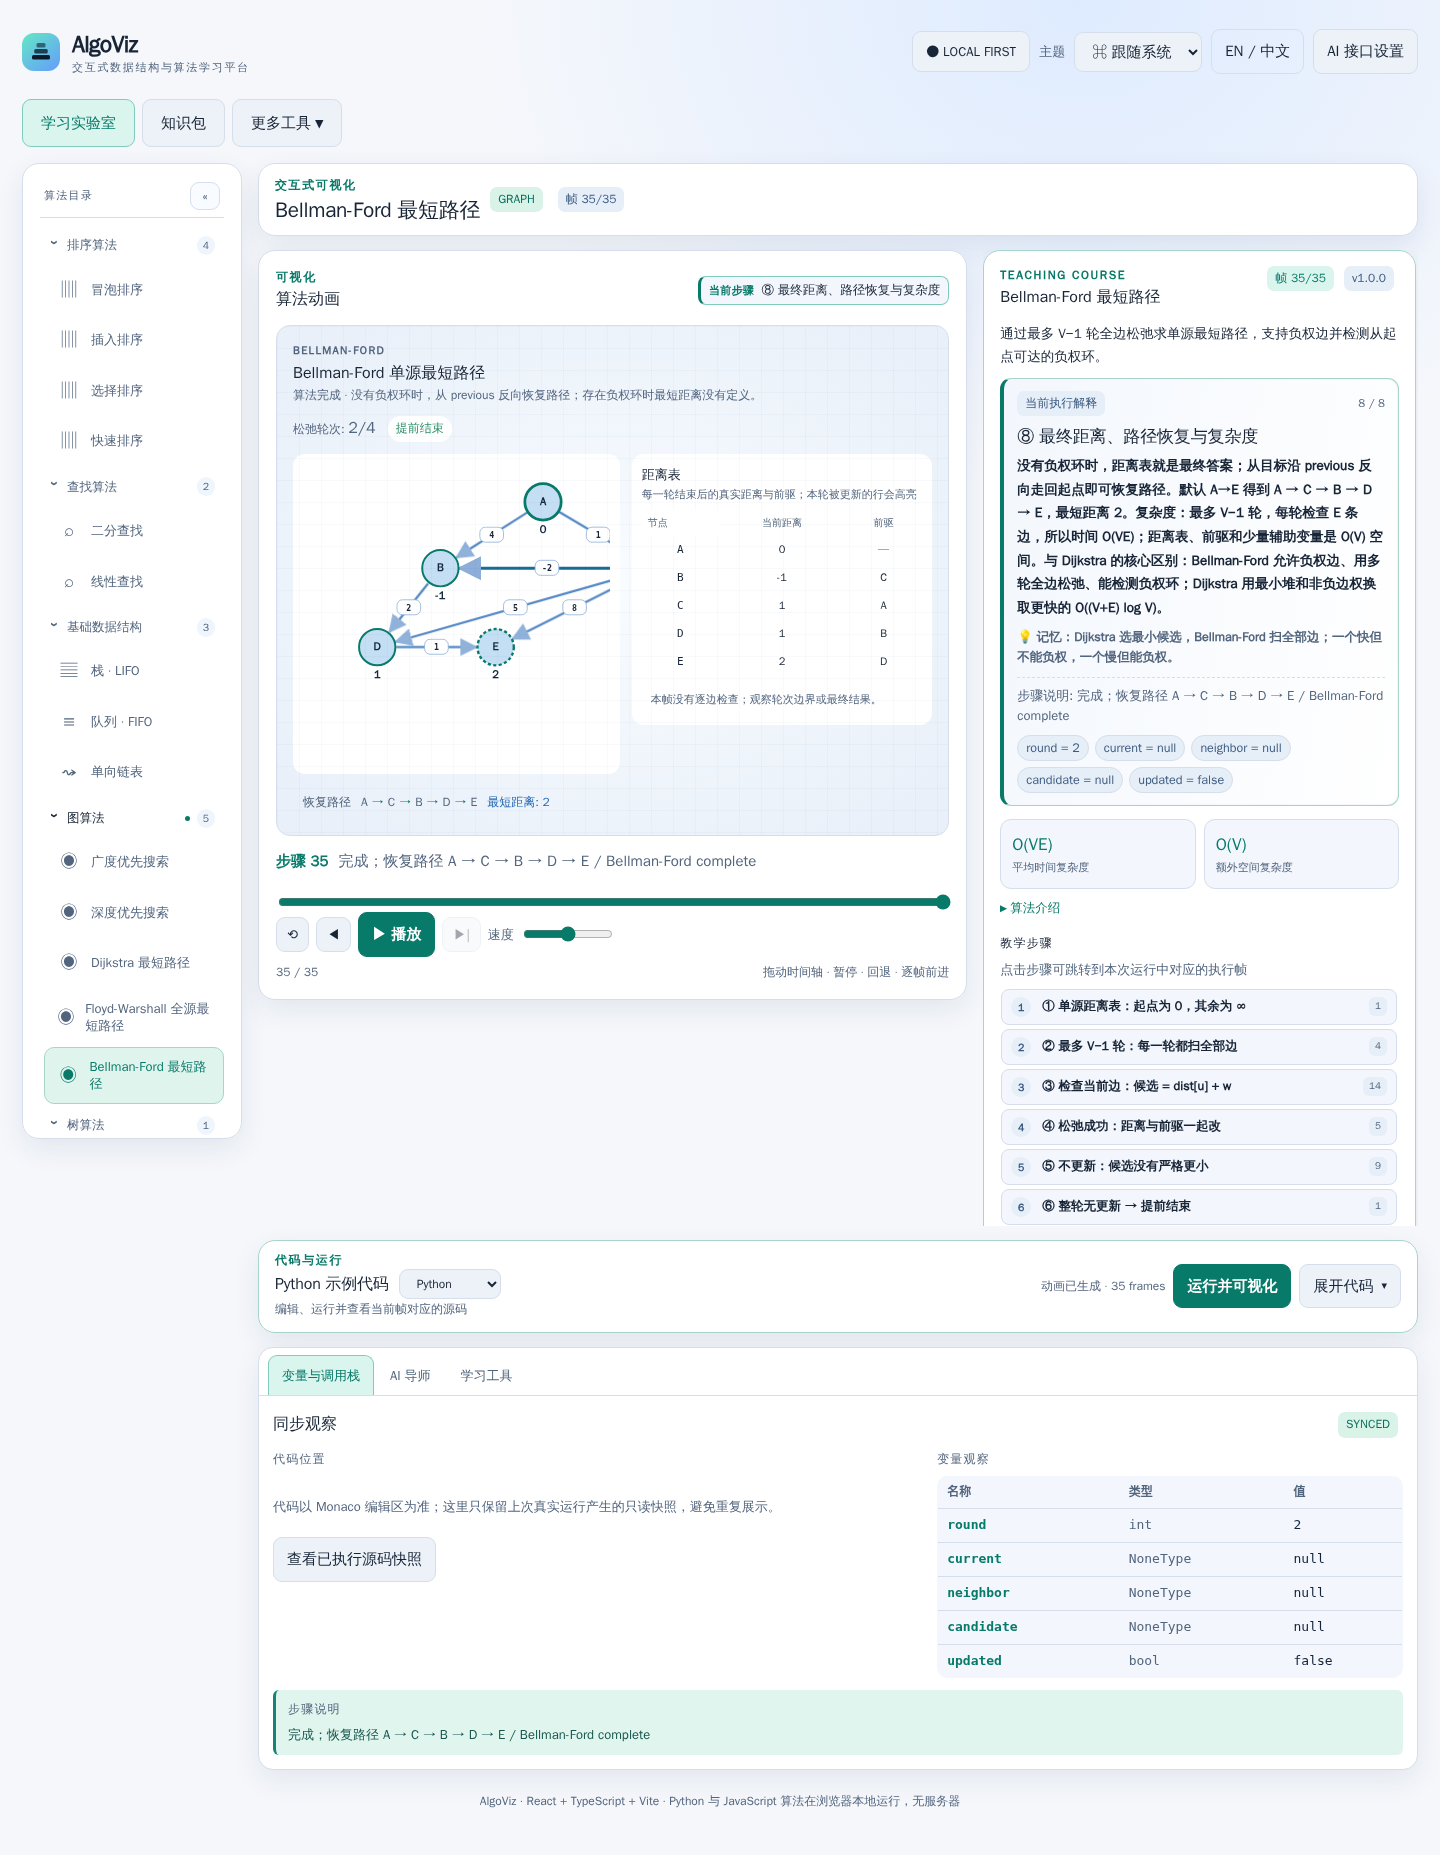 AlgoViz
交互式数据结构与算法学习平台
● LOCAL FIRST
主题
⌘ 跟随系统
EN / 中文
AI 接口设置
学习实验室
知识包
更多工具 ▾
算法目录
«
排序算法
4
冒泡排序
插入排序
选择排序
快速排序
查找算法
2
二分查找
线性查找
基础数据结构
3
栈 · LIFO
队列 · FIFO
单向链表
图算法
5
广度优先搜索
深度优先搜索
Dijkstra 最短路径
Floyd-Warshall 全源最
短路径
Bellman-Ford 最短路
径
树算法
1
交互式可视化
Bellman-Ford 最短路径
GRAPH
帧 35/35
可视化
算法动画
当前步骤 ⑧ 最终距离、路径恢复与复杂度
BELLMAN-FORD
Bellman-Ford 单源最短路径
算法完成 · 没有负权环时，从 previous 反向恢复路径；存在负权环时最短距离没有定义。
松弛轮次: 2/4
提前结束
A
0
4
1
B
-1
-2
2
5
8
D
1
1
E
2
距离表
每一轮结束后的真实距离与前驱；本轮被更新的行会高亮
节点 当前距离 前驱
A 0 —
B -1 C
C 1 A
D 1 B
E 2 D
本帧没有逐边检查；观察轮次边界或最终结果。
恢复路径 A → C → B → D → E 最短距离: 2
步骤 35 完成；恢复路径 A → C → B → D → E / Bellman-Ford complete
⟲
◀
▶ 播放
▶|
速度
35 / 35
拖动时间轴 · 暂停 · 回退 · 逐帧前进
TEACHING COURSE
Bellman-Ford 最短路径
帧 35/35
v1.0.0
通过最多 V−1 轮全边松弛求单源最短路径，支持负权边并检测从起
点可达的负权环。
当前执行解释
8 / 8
⑧ 最终距离、路径恢复与复杂度
没有负权环时，距离表就是最终答案；从目标沿 previous 反
向走回起点即可恢复路径。默认 A→E 得到 A → C → B → D
→ E，最短距离 2。复杂度：最多 V−1 轮，每轮检查 E 条
边，所以时间 O(VE)；距离表、前驱和少量辅助变量是 O(V) 空
间。与 Dijkstra 的核心区别：Bellman-Ford 允许负权边、用多
轮全边松弛、能检测负权环；Dijkstra 用最小堆和非负边权换
取更快的 O((V+E) log V)。
💡 记忆：Dijkstra 选最小候选，Bellman-Ford 扫全部边；一个快但
不能负权，一个慢但能负权。
步骤说明: 完成；恢复路径 A → C → B → D → E / Bellman-Ford
complete
round = 2
current = null
neighbor = null
candidate = null
updated = false
O(VE)
平均时间复杂度
O(V)
额外空间复杂度
▸ 算法介绍
教学步骤
点击步骤可跳转到本次运行中对应的执行帧
1 ① 单源距离表：起点为 0，其余为 ∞ 1
2 ② 最多 V−1 轮：每一轮都扫全部边 4
3 ③ 检查当前边：候选 = dist[u] + w 14
4 ④ 松弛成功：距离与前驱一起改 5
5 ⑤ 不更新：候选没有严格更小 9
6 ⑥ 整轮无更新 → 提前结束 1
代码与运行
Python 示例代码
Python
编辑、运行并查看当前帧对应的源码
动画已生成 · 35 frames
运行并可视化
展开代码 ▾
变量与调用栈
AI 导师
学习工具
同步观察
SYNCED
代码位置
代码以 Monaco 编辑区为准；这里只保留上次真实运行产生的只读快照，避免重复展示。
查看已执行源码快照
变量观察
名称 类型 值
round int 2
current NoneType null
neighbor NoneType null
candidate NoneType null
updated bool false
步骤说明
完成；恢复路径 A → C → B → D → E / Bellman-Ford complete
AlgoViz · React + TypeScript + Vite · Python 与 JavaScript 算法在浏览器本地运行，无服务器